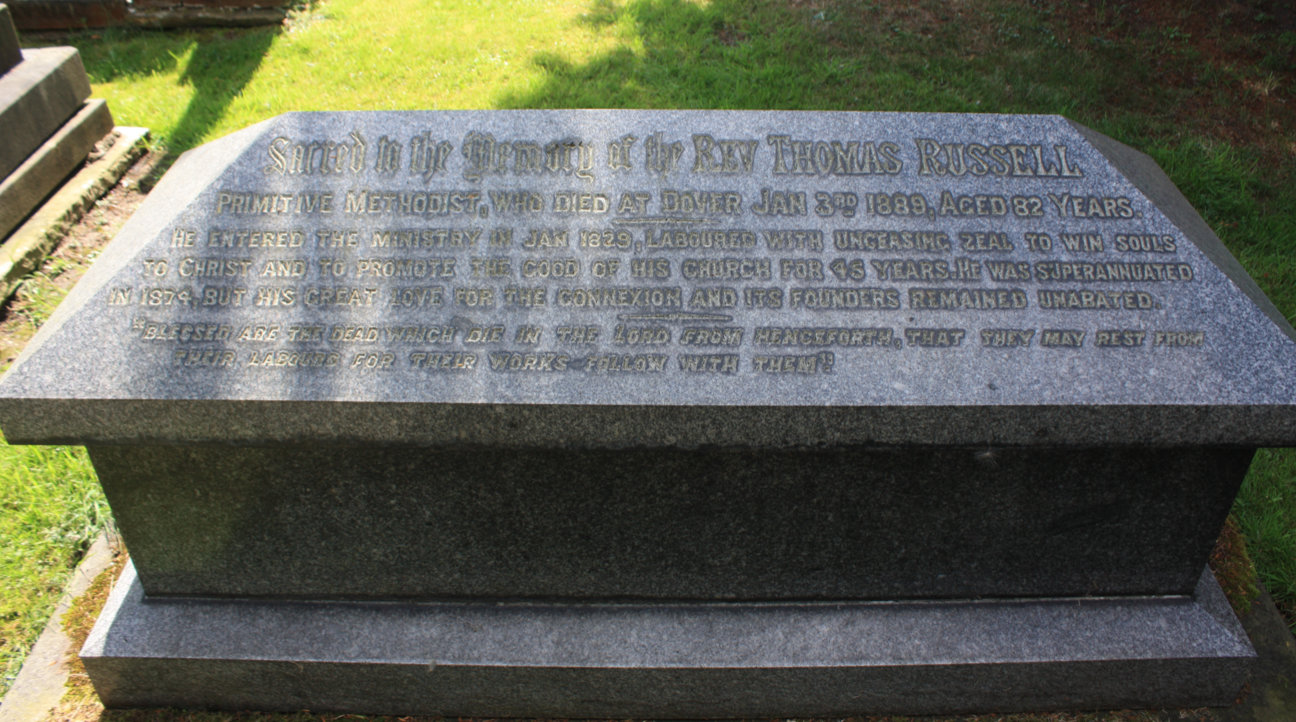 Sacred to the Memory of the REV THOMAS RUSSELL
PRIMITIVE METHODIST, WHO DIED AT DOVER JAN 3RD 1889, AGED 82 YEARS.
HE ENTERED THE MINISTRY IN JAN 1829, LABOURED WITH UNCEASING ZEAL TO WIN SOULS
TO CHRIST AND TO PROMOTE THE GOOD OF HIS CHURCH FOR 45 YEARS. HE WAS SUPERANNUATED
IN 1874, BUT HIS GREAT LOVE FOR THE CONNEXION AND ITS FOUNDERS REMAINED UNABATED.
"BLESSED ARE THE DEAD WHICH DIE IN THE LORD FROM HENCEFORTH, THAT THEY MAY REST FROM
THEIR LABOURS FOR THEIR WORKS FOLLOW WITH THEM".